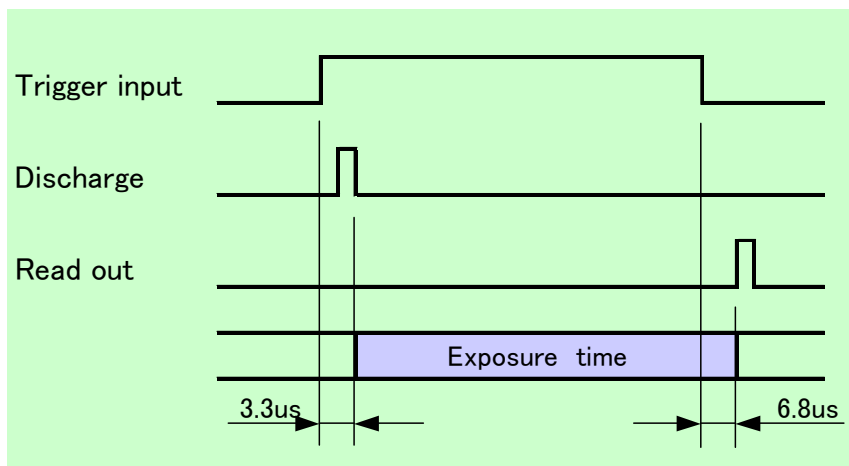 Trigger input
Discharge
Read out
Exposure time
3.3us
6.8us